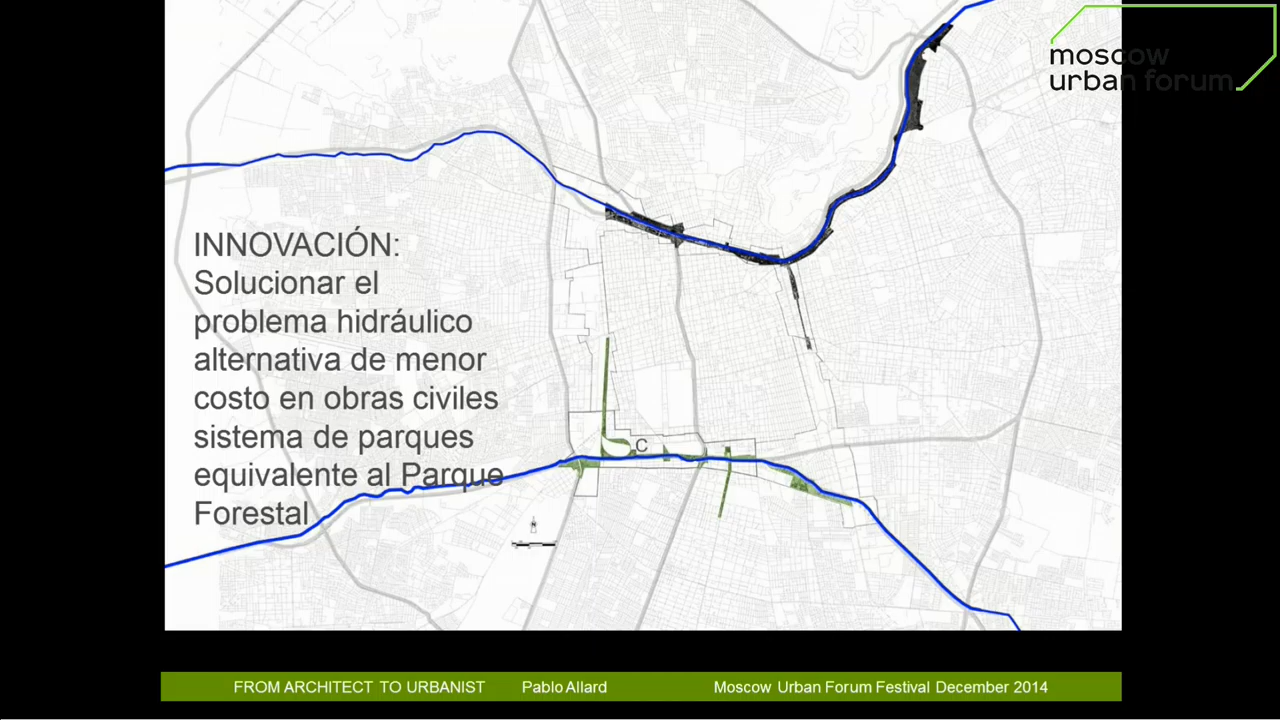 moscow
urban forum
INNOVACIÓN:
Solucionar el
problema hidráulico
alternativa de menor
costo en obras civiles
sistema de parques
equivalente al Parque
Forestal
C
N
FROM ARCHITECT TO URBANIST Pablo Allard Moscow Urban Forum Festival December 2014